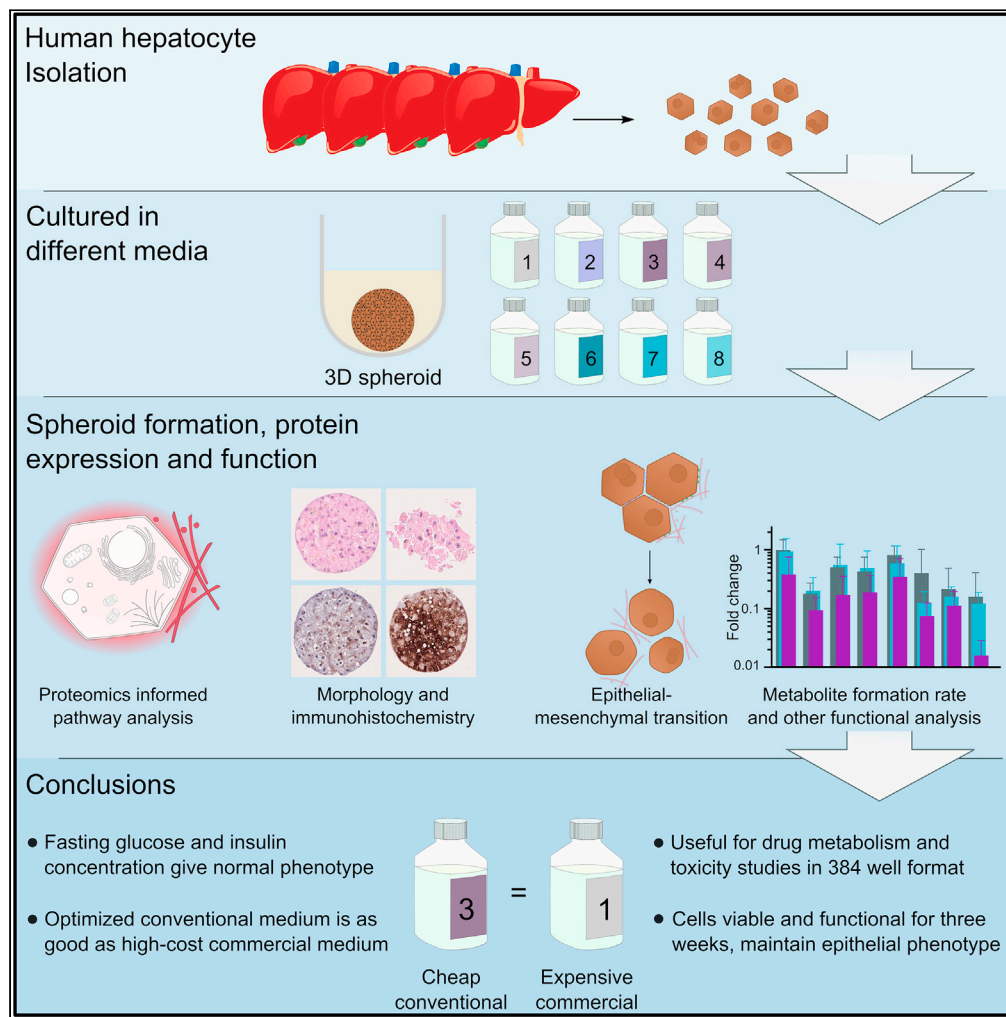 Human hepatocyte
Isolation
Cultured in
different media
3D spheroid
1
2
3
4
5
6
7
8
Spheroid formation, protein
expression and function
Proteomics informed
pathway analysis
Morphology and
immunohistochemistry
Epithelial-
mesenchymal transition
Fold change
1
0.1
0.01
Metabolite formation rate
and other functional analysis
Conclusions
● Fasting glucose and insulin
concentration give normal phenotype
● Optimized conventional medium is as
good as high-cost commercial medium
3
=
1
Cheap
conventional
Expensive
commercial
● Useful for drug metabolism and
toxicity studies in 384 well format
● Cells viable and functional for three
weeks, maintain epithelial phenotype